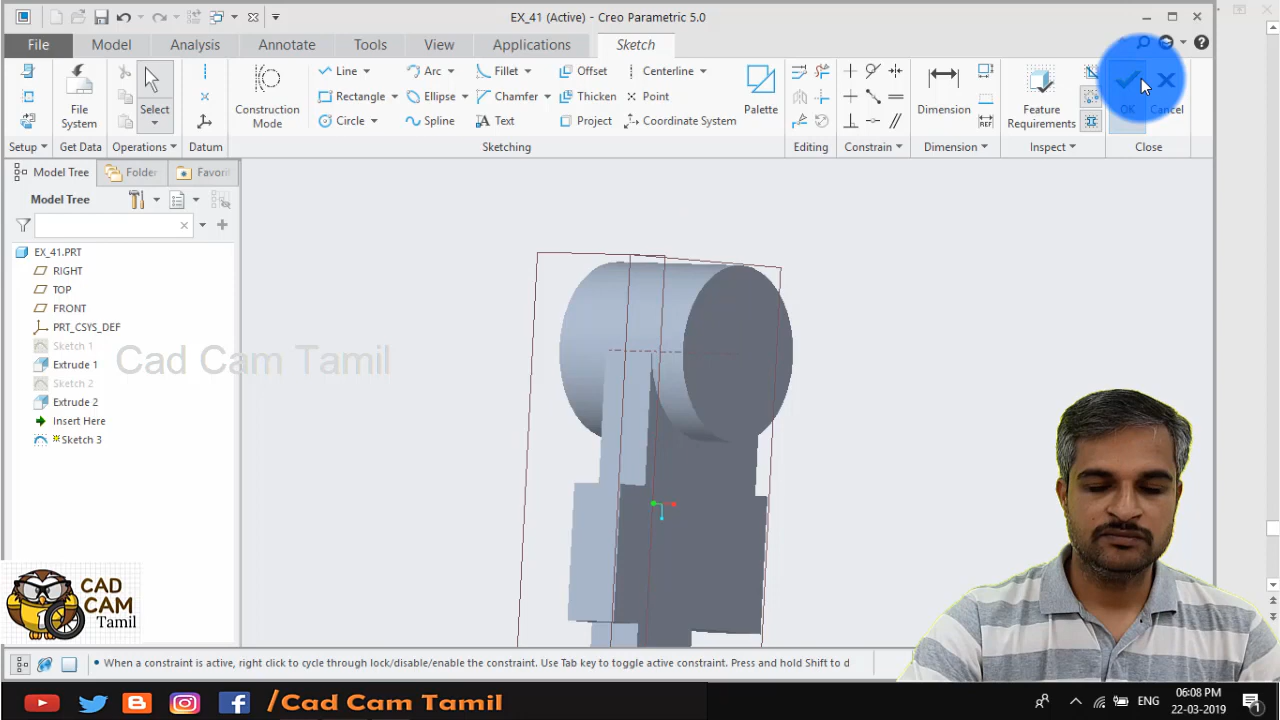 EX_41 (Active) - Creo Parametric 5.0
File Model Analysis Annotate Tools View Applications Sketch
Setup
File System
Get Data
Select
Operations
Datum
Construction Mode
Line Arc Fillet Offset Centerline
Rectangle Ellipse Chamfer Thicken Point
Circle Spline Text Project Coordinate System
Palette
Sketching
Editing
Constrain
Dimension
Dimension
Feature Requirements
Inspect
OK
Cancel
Close
Model Tree Folder Favori
Model Tree
EX_41.PRT
RIGHT
TOP
FRONT
PRT_CSYS_DEF
Sketch 1
Extrude 1
Sketch 2
Extrude 2
Insert Here
Sketch 3
Cad Cam Tamil
CAD
CAM
Tamil
• When a constraint is active, right click to cycle through lock/disable/enable the constraint. Use Tab key to toggle active constraint. Press and hold Shift to d
/Cad Cam Tamil
ENG
06:08 PM
22-03-2019
1